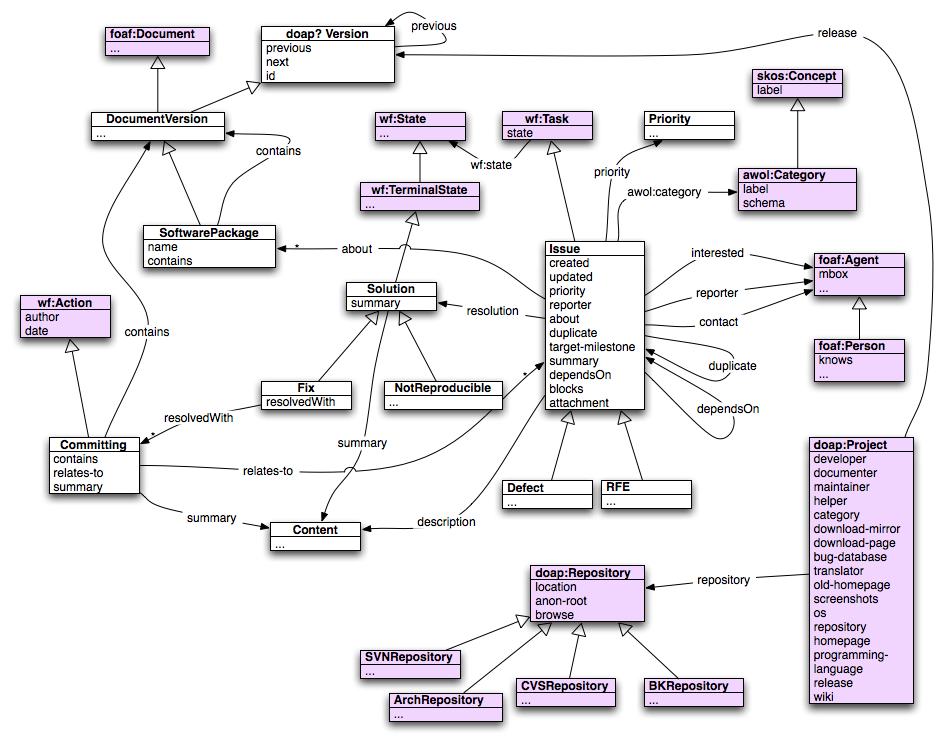 foaf:Document
...
doap? Version
previous
next
id
previous
release
skos:Concept
label
DocumentVersion
...
contains
wf:State
...
wf:Task
state
wf:state
Priority
...
priority
awol:category
awol:Category
label
schema
wf:TerminalState
...
SoftwarePackage
name
contains
*
about
Issue
created
updated
priority
reporter
about
duplicate
target-milestone
summary
dependsOn
blocks
attachment
interested
reporter
contact
foaf:Agent
mbox
...
foaf:Person
knows
...
duplicate
dependsOn
wf:Action
author
date
contains
Solution
summary
resolution
Fix
resolvedWith
NotReproducible
...
*
resolvedWith
*
Committing
contains
relates-to
summary
summary
relates-to
summary
Content
...
description
Defect
...
RFE
...
doap:Project
developer
documenter
maintainer
helper
category
download-mirror
download-page
bug-database
translator
old-homepage
screenshots
os
repository
homepage
programming-
language
release
wiki
doap:Repository
location
anon-root
browse
repository
SVNRepository
...
ArchRepository
...
CVSRepository
...
BKRepository
...